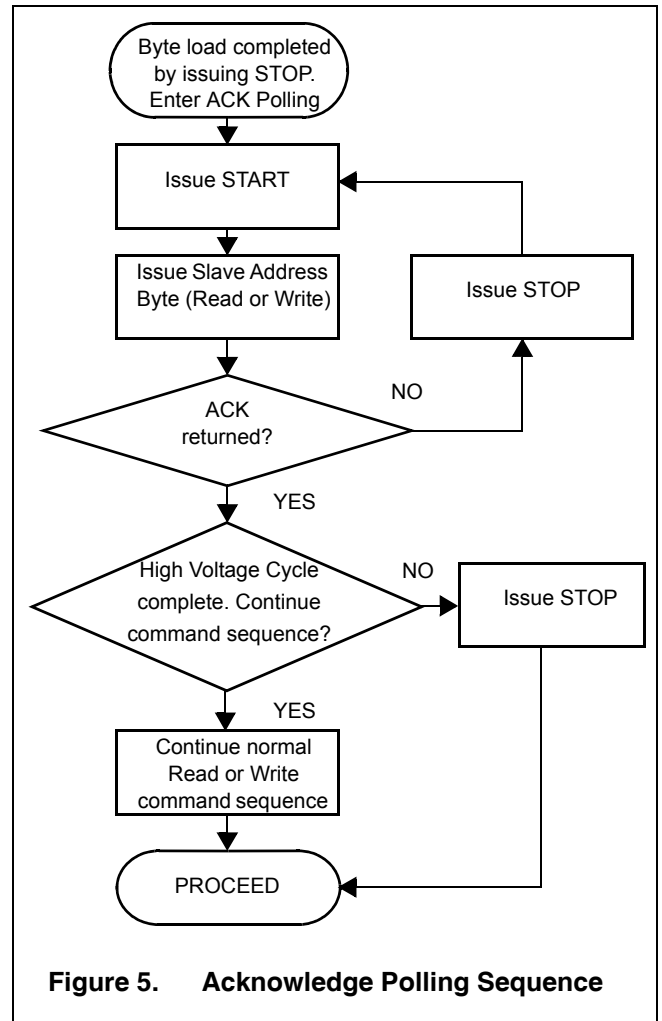 Byte load completed
by issuing STOP.
Enter ACK Polling
Issue START
Issue Slave Address
Byte (Read or Write)
Issue STOP
ACK
returned?
NO
YES
High Voltage Cycle
complete. Continue
command sequence?
NO
Issue STOP
YES
Continue normal
Read or Write
command sequence
PROCEED
Figure 5. Acknowledge Polling Sequence